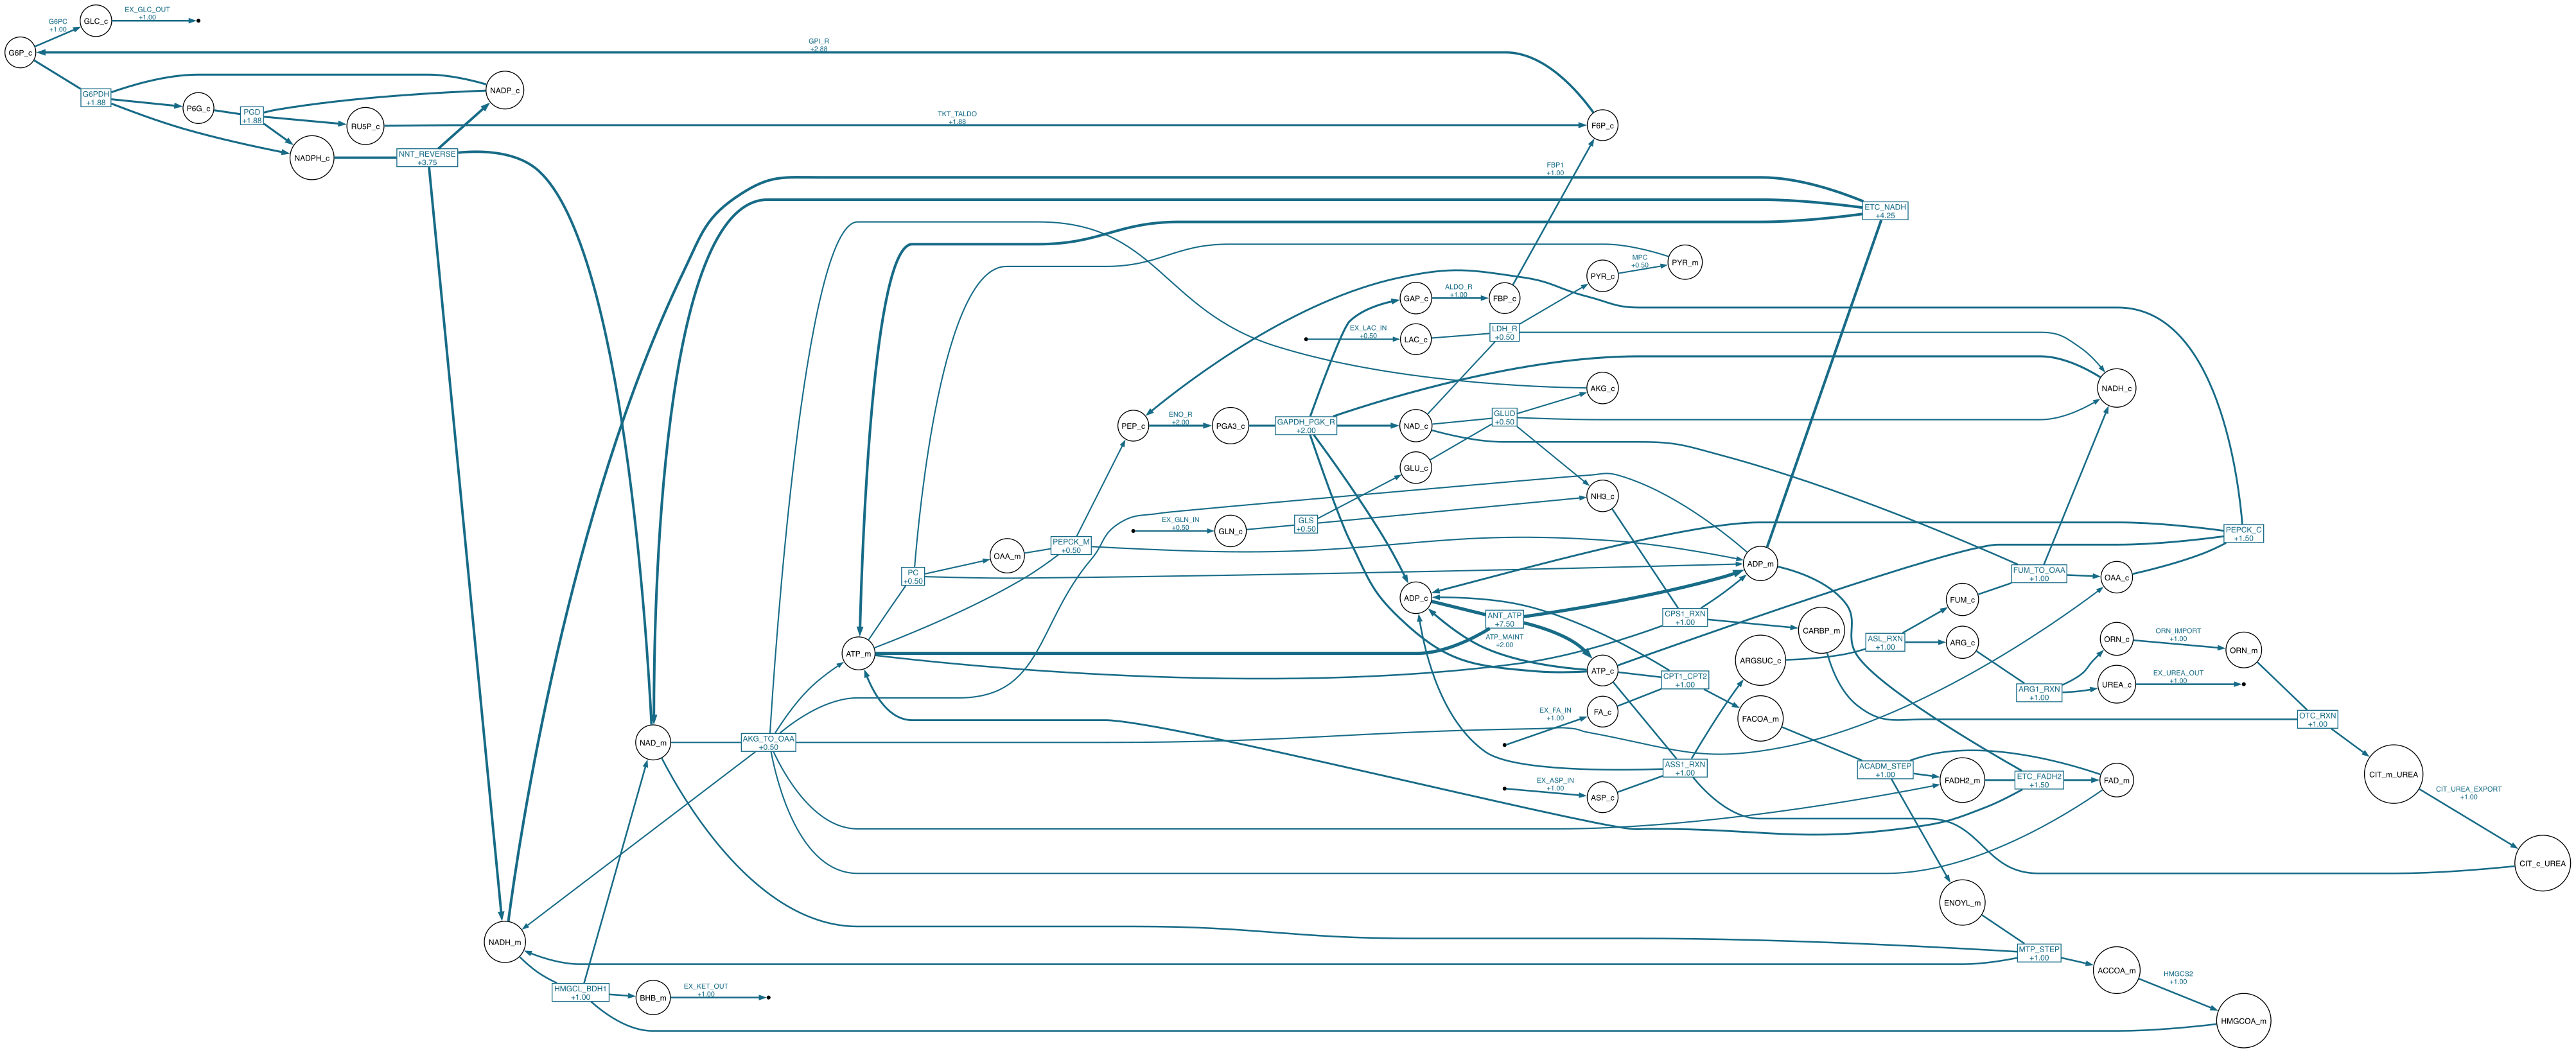 G6PC
+1.00
GLC_c
EX_GLC_OUT
+1.00
G6P_c
GPI_R
+2.88
G6PDH
+1.88
P6G_c
PGD
+1.88
NADP_c
RU5P_c
NADPH_c
NNT_REVERSE
+3.75
TKT_TALDO
+1.88
F6P_c
FBP1
+1.00
ETC_NADH
+4.25
PYR_c
MPC
+0.50
PYR_m
GAP_c
ALDO_R
+1.00
FBP_c
EX_LAC_IN
+0.50
LAC_c
LDH_R
+0.50
AKG_c
NADH_c
PEP_c
ENO_R
+2.00
PGA3_c
GAPDH_PGK_R
+2.00
NAD_c
GLUD
+0.50
GLU_c
NH3_c
EX_GLN_IN
+0.50
GLN_c
GLS
+0.50
PEPCK_C
+1.50
OAA_m
PEPCK_M
+0.50
PC
+0.50
ADP_m
FUM_TO_OAA
+1.00
OAA_c
ADP_c
ANT_ATP
+7.50
ATP_MAINT
+2.00
CPS1_RXN
+1.00
CARBP_m
FUM_c
ASL_RXN
+1.00
ARG_c
ORN_c
ORN_IMPORT
+1.00
ORN_m
ATP_m
ATP_c
CPT1_CPT2
+1.00
ARGSUC_c
ARG1_RXN
+1.00
UREA_c
EX_UREA_OUT
+1.00
EX_FA_IN
+1.00
FA_c
FACOA_m
OTC_RXN
+1.00
NAD_m
AKG_TO_OAA
+0.50
ASS1_RXN
+1.00
ACADM_STEP
+1.00
FADH2_m
ETC_FADH2
+1.50
FAD_m
CIT_m_UREA
EX_ASP_IN
+1.00
ASP_c
CIT_UREA_EXPORT
+1.00
CIT_c_UREA
ENOYL_m
NADH_m
MTP_STEP
+1.00
ACCOA_m
HMGCS2
+1.00
HMGCL_BDH1
+1.00
BHB_m
EX_KET_OUT
+1.00
HMGCOA_m